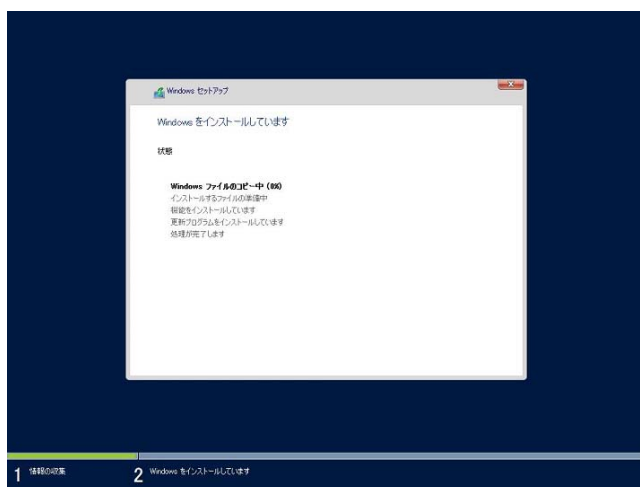 Windows セットアップ
Windows をインストールしています
状態
Windows ファイルのコピー中 (0%)
インストールするファイルの準備中
機能をインストールしています
更新プログラムをインストールしています
処理が完了します
1 情報の収集
2 Windows をインストールしています